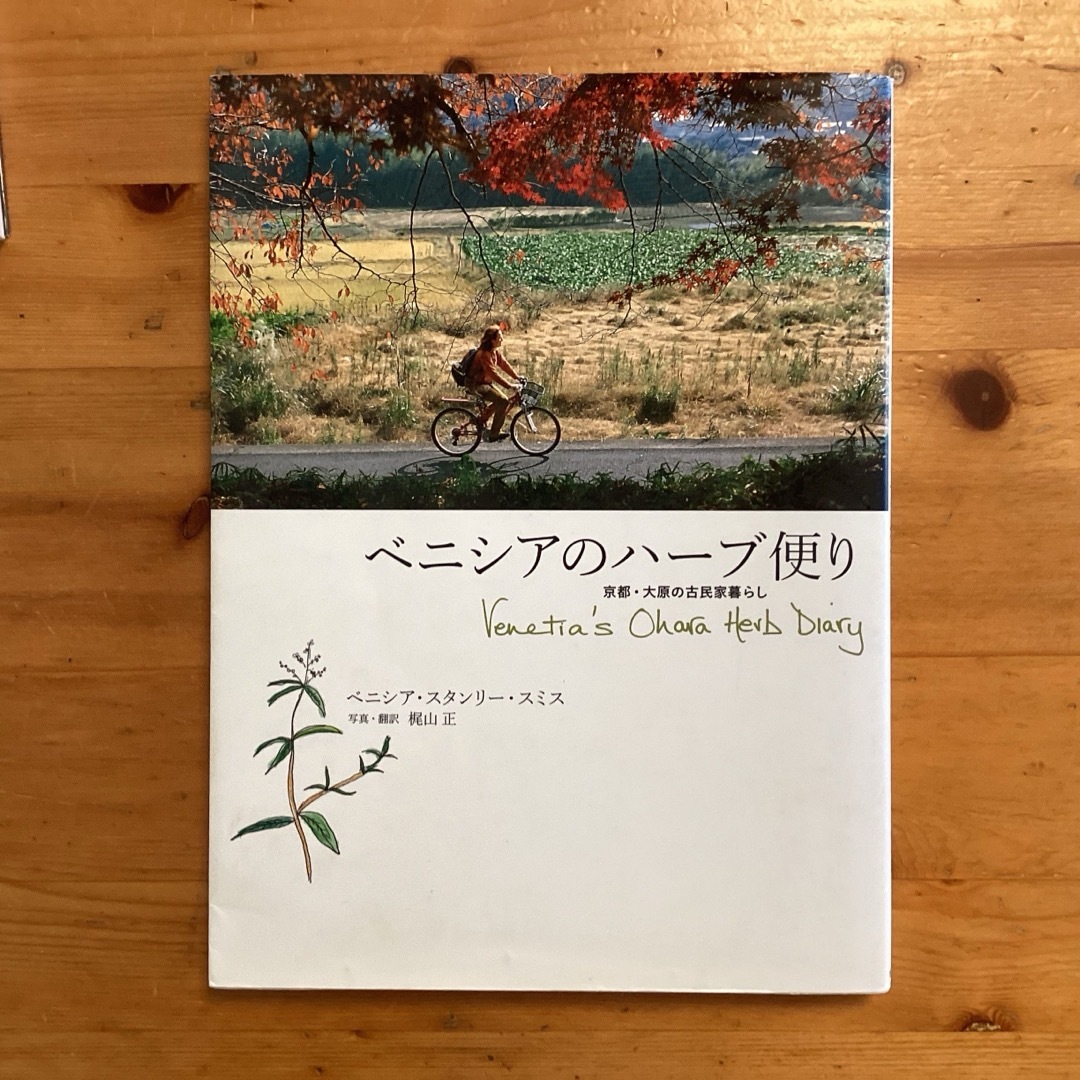 ベニシアのハーブ便り
京都・大原の古民家暮らし
Venetia's Ohara Herb Diary
ベニシア・スタンリー・スミス
写真・翻訳 梶山 正